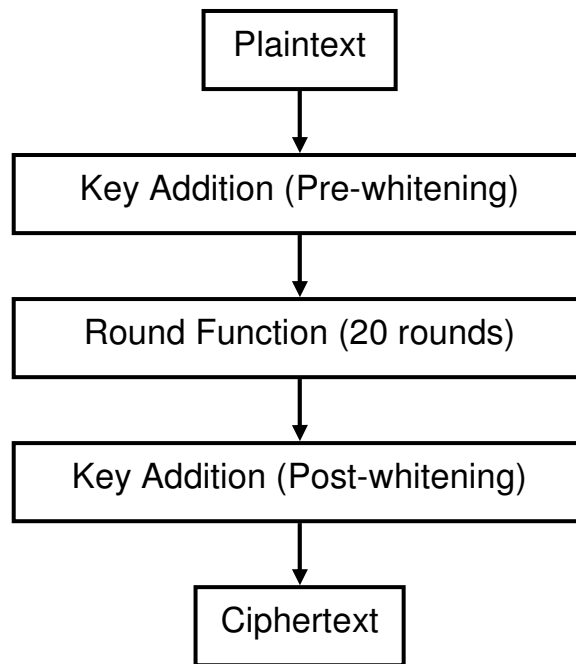 Plaintext
Key Addition (Pre-whitening)
Round Function (20 rounds)
Key Addition (Post-whitening)
Ciphertext